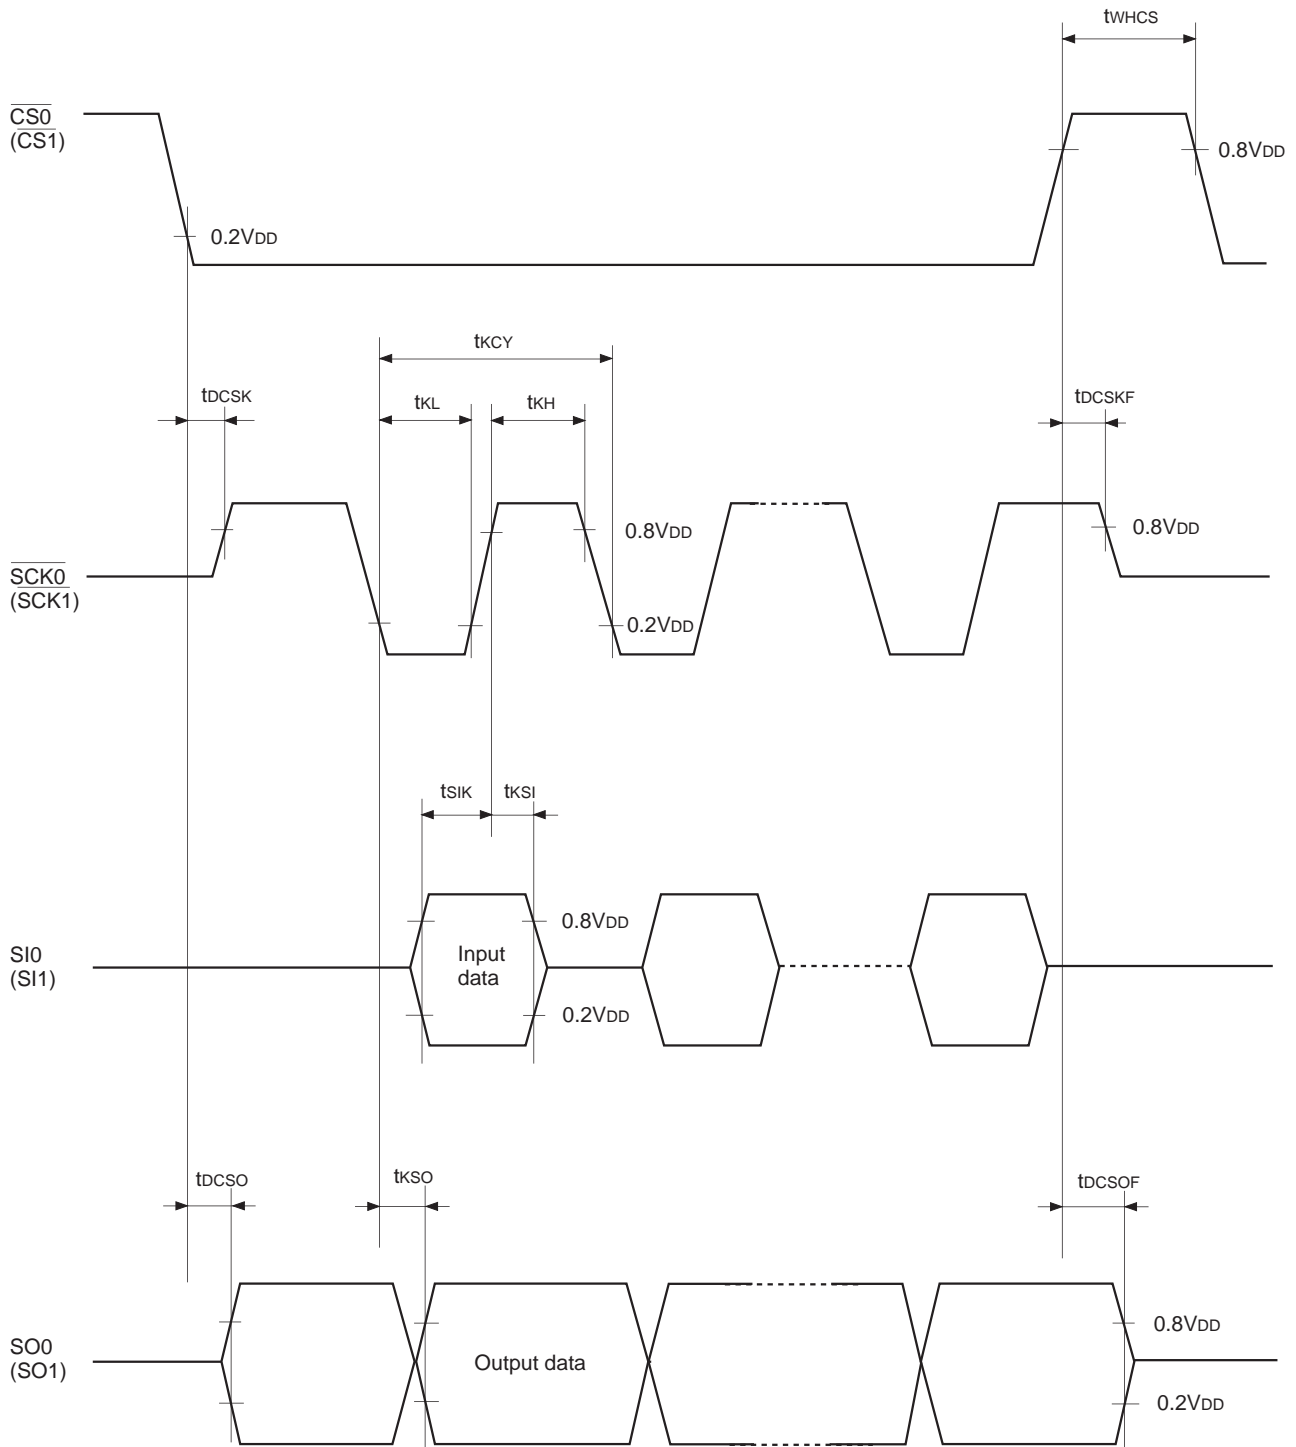 tWHCS
CS0
(CS1)
0.8VDD
0.2VDD
tKCY
tDCSK
tKL
tKH
tDCSKF
0.8VDD
0.8VDD
SCK0
(SCK1)
0.2VDD
tSIK
tKSI
0.8VDD
SI0
(SI1)
Input
data
0.2VDD
tDCSO
tKSO
tDCSOF
0.8VDD
SO0
(SO1)
Output data
0.2VDD